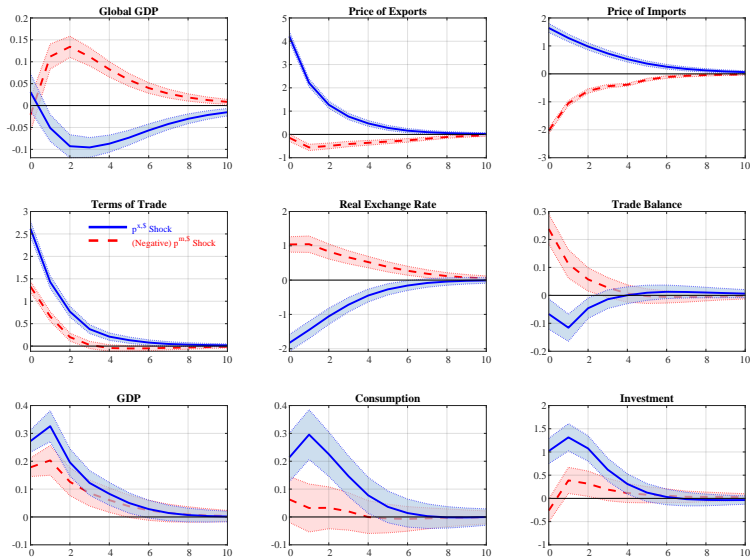 Global GDP
0.2
0.15
0.1
0.05
0
-0.05
-0.1
0 2 4 6 8 10
Price of Exports
5
4
3
2
1
0
-1
0 2 4 6 8 10
Price of Imports
2
1
0
-1
-2
-3
0 2 4 6 8 10
Terms of Trade
3
2.5
2
1.5
1
0.5
0
0 2 4 6 8 10
p^{x,$} Shock
(Negative) p^{m,$} Shock
Real Exchange Rate
2
1
0
-1
-2
0 2 4 6 8 10
Trade Balance
0.3
0.2
0.1
0
-0.1
-0.2
0 2 4 6 8 10
GDP
0.4
0.3
0.2
0.1
0
-0.1
0 2 4 6 8 10
Consumption
0.4
0.3
0.2
0.1
0
-0.1
0 2 4 6 8 10
Investment
2
1.5
1
0.5
0
-0.5
-1
0 2 4 6 8 10